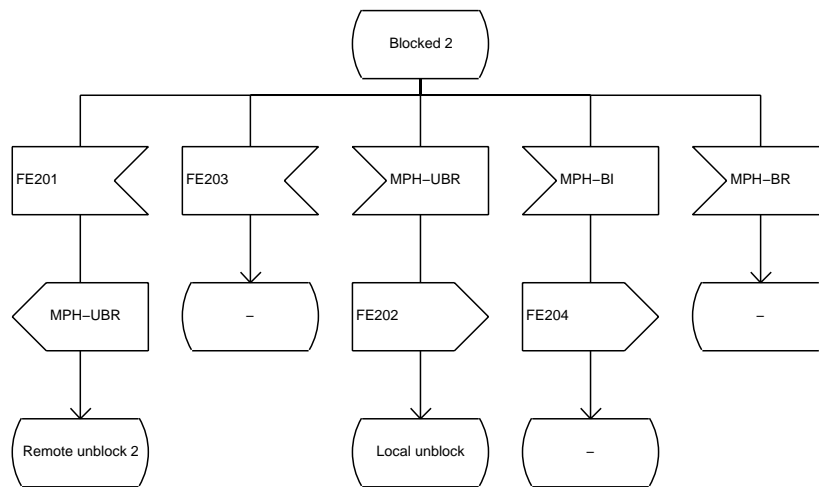 Blocked 2
FE201
FE203
MPH−UBR
MPH−BI
MPH−BR
MPH−UBR
−
FE202
FE204
−
Remote unblock 2
Local unblock
−